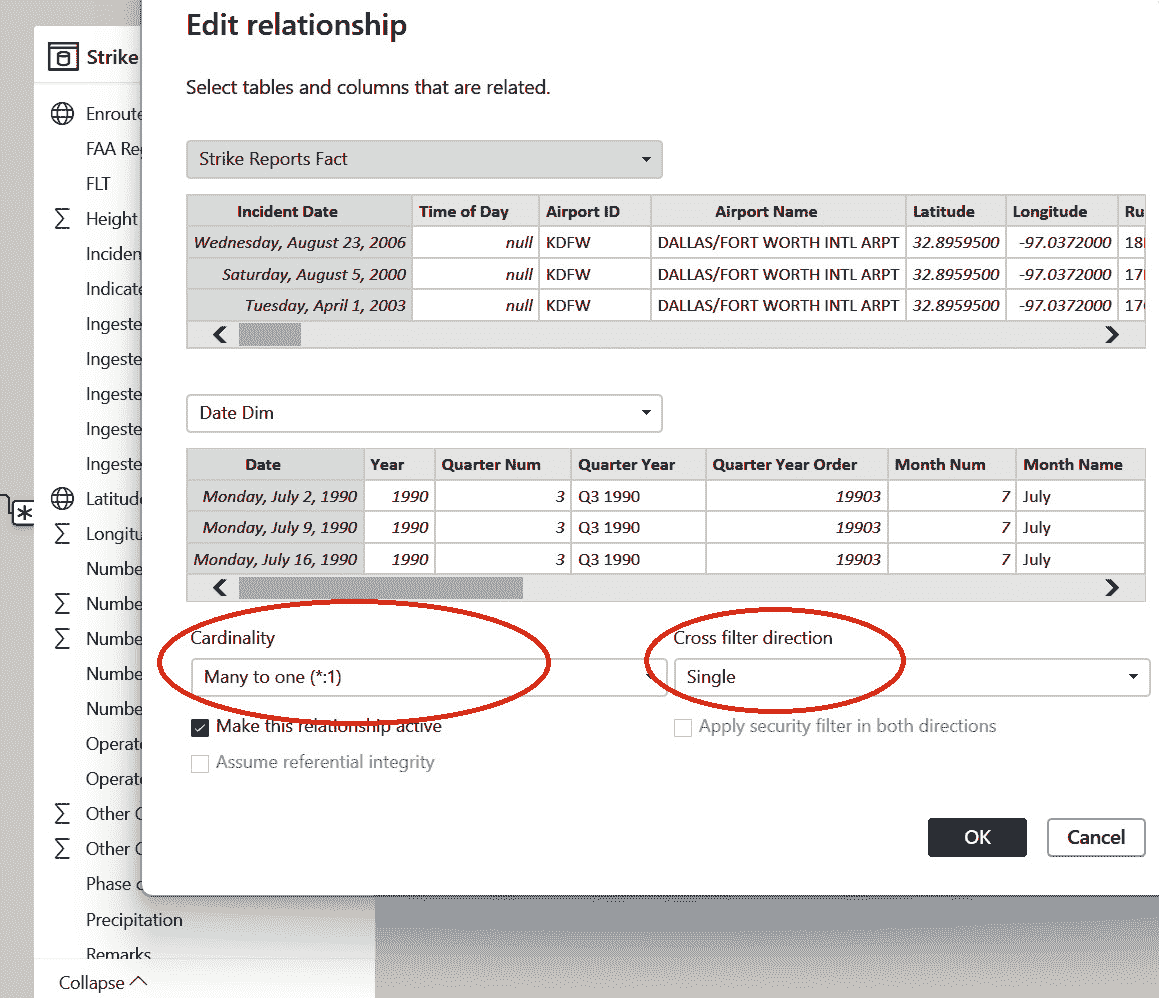 Edit relationship
Select tables and columns that are related.
Strike Reports Fact
Incident Date Time of Day Airport ID Airport Name Latitude Longitude Ru
Wednesday, August 23, 2006 null KDFW DALLAS/FORT WORTH INTL ARPT 32.8959500 -97.0372000 18
Saturday, August 5, 2000 null KDFW DALLAS/FORT WORTH INTL ARPT 32.8959500 -97.0372000 17
Tuesday, April 1, 2003 null KDFW DALLAS/FORT WORTH INTL ARPT 32.8959500 -97.0372000 17
Date Dim
Date Year Quarter Num Quarter Year Quarter Year Order Month Num Month Name
Monday, July 2, 1990 1990 3 Q3 1990 19903 7 July
Monday, July 9, 1990 1990 3 Q3 1990 19903 7 July
Monday, July 16, 1990 1990 3 Q3 1990 19903 7 July
Cardinality
Many to one (*:1)
Make this relationship active
Assume referential integrity
Cross filter direction
Single
Apply security filter in both directions
OK
Cancel
Strike
Enroute
FAA Reg
FLT
Height
Inciden
Indicate
Ingeste
Ingeste
Ingeste
Ingeste
Ingeste
Latitude
Longitu
Numbe
Numbe
Numbe
Numbe
Numbe
Operato
Operato
Other
Other
Phase
Precipitation
Remarks
Collapse